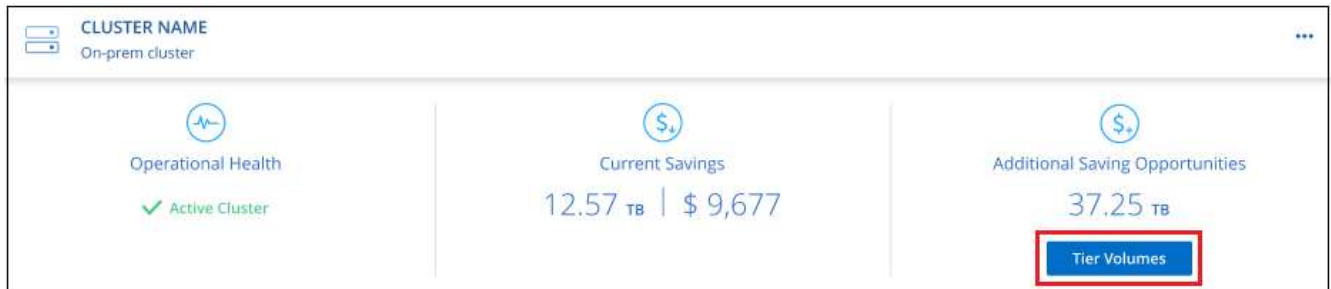 CLUSTER NAME
On-prem cluster
•••
Operational Health
Active Cluster
Current Savings
12.57 TB | $ 9,677
Additional Saving Opportunities
37.25 TB
Tier Volumes